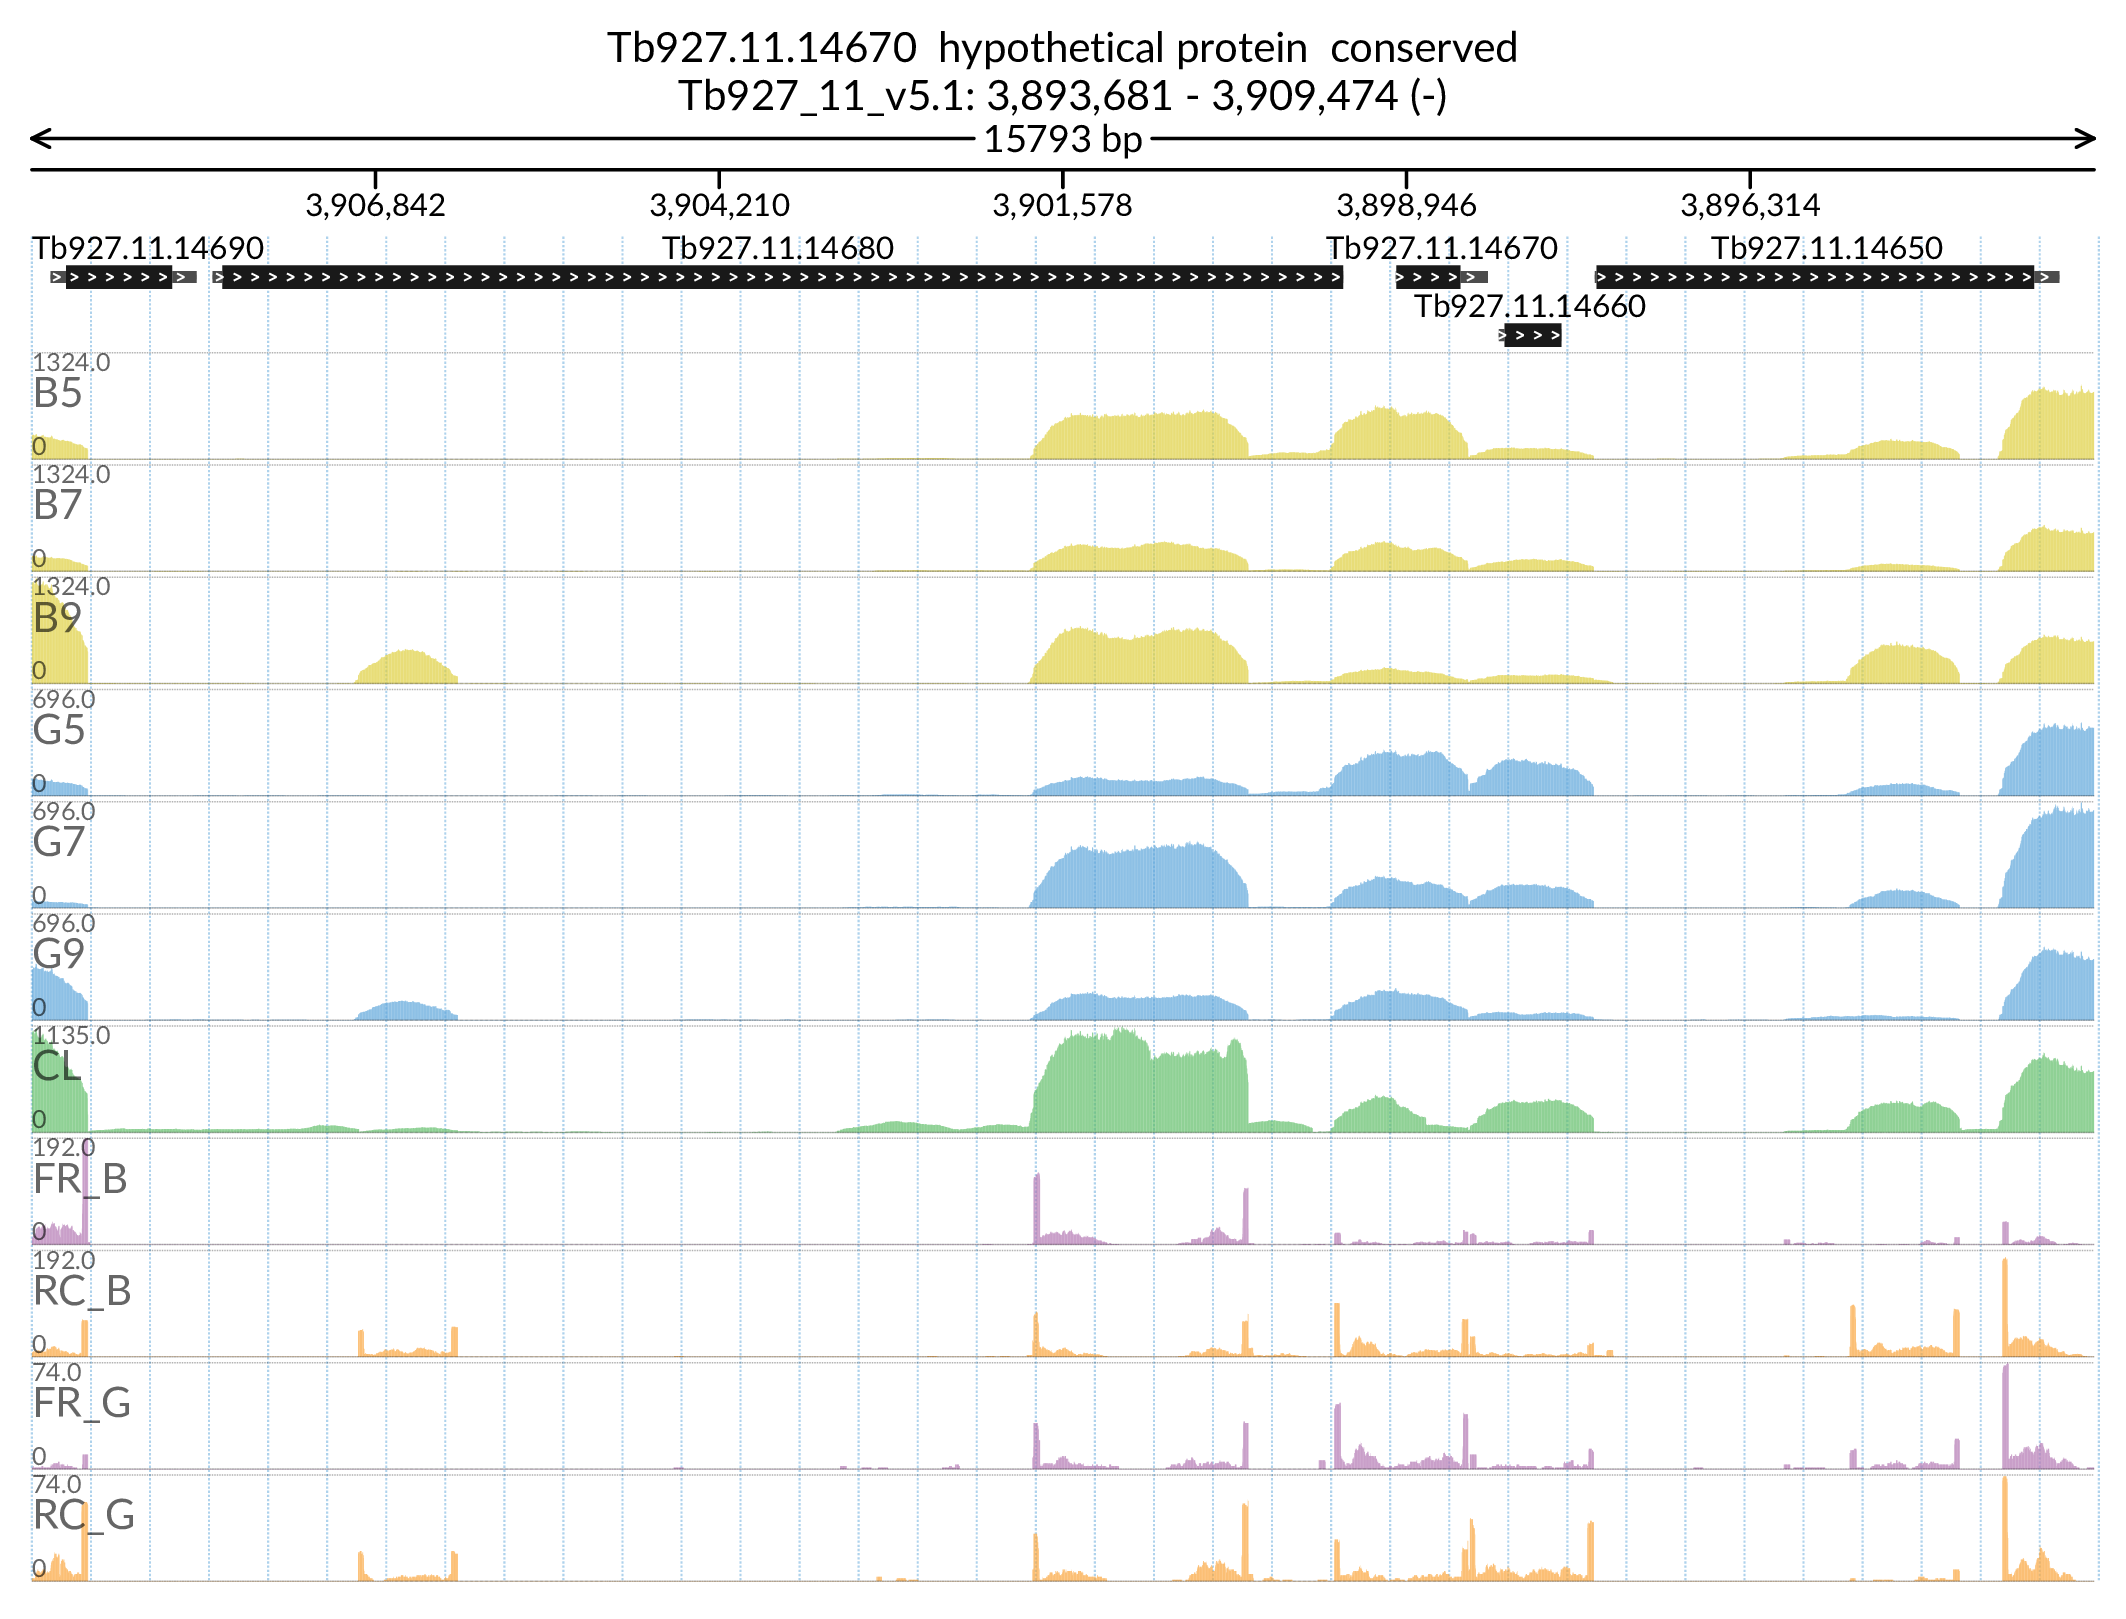 Tb927.11.14670  hypothetical protein  conserved
Tb927_11_v5.1: 3,893,681 - 3,909,474 (-)
15793 bp
3,906,842 3,904,210 3,901,578 3,898,946 3,896,314
Tb927.11.14690 Tb927.11.14680 Tb927.11.14670 Tb927.11.14650
Tb927.11.14660
1324.0
B5
0
1324.0
B7
0
1324.0
B9
0
696.0
G5
0
696.0
G7
0
696.0
G9
0
1135.0
CL
0
192.0
FR_B
0
192.0
RC_B
0
74.0
FR_G
0
74.0
RC_G
0